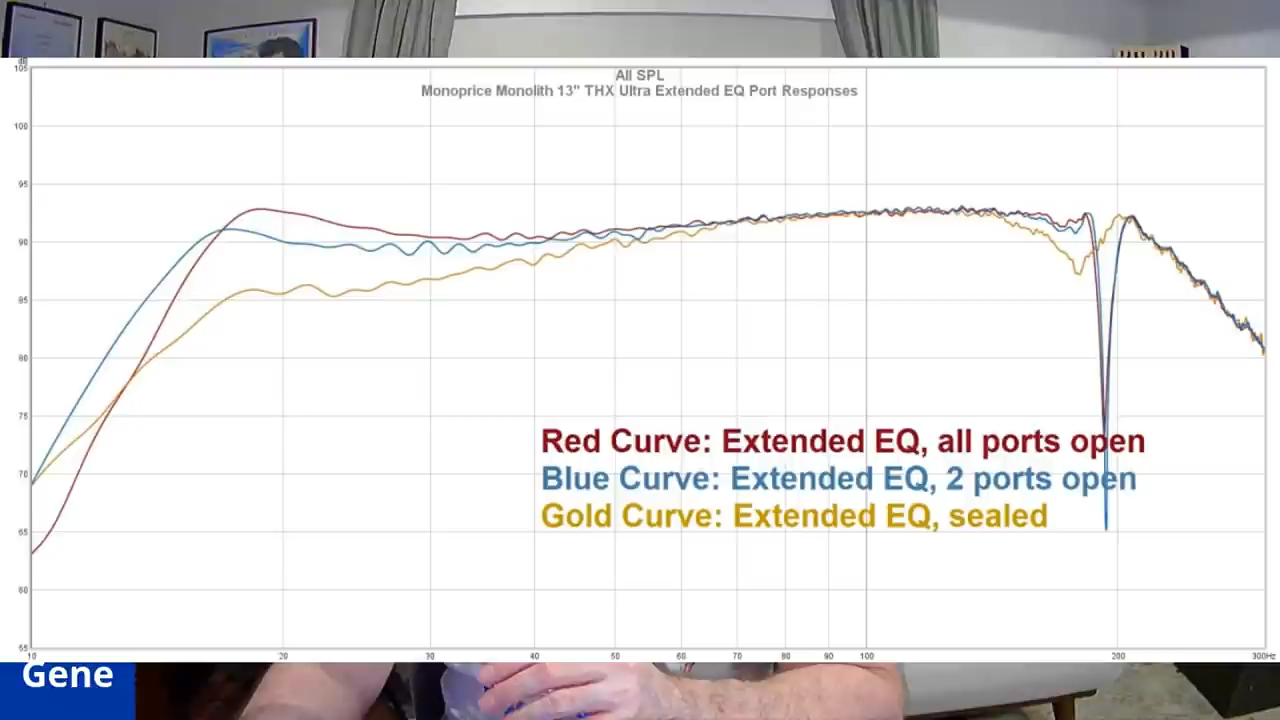 dB
All SPL
Monoprice Monolith 13" THX Ultra Extended EQ Port Responses
105
100
95
90
85
80
75
70
65
60
55
Red Curve: Extended EQ, all ports open
Blue Curve: Extended EQ, 2 ports open
Gold Curve: Extended EQ, sealed
10 20 30 40 50 60 70 80 90 100 200 300Hz
Gene